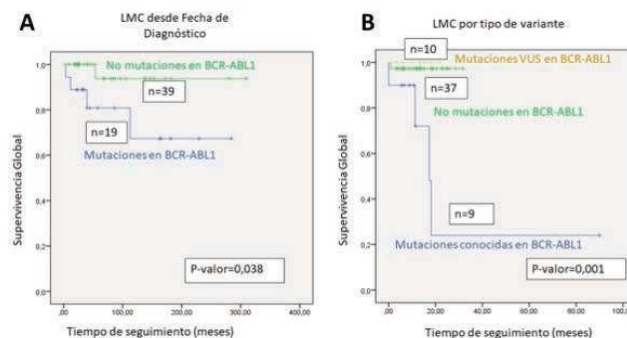 A
LMC desde Fecha de
Diagnóstico
Supervivencia Global
1,0
0,8
0,6
0,4
0,2
0,0
No mutaciones en BCR-ABL1
n=39
n=19
Mutaciones en BCR-ABL1
P-valor=0,038
,00
100,00
200,00
300,00
400,00
Tiempo de seguimiento (meses)
B
LMC por tipo de variante
Supervivencia Global
1,0
0,8
0,6
0,4
0,2
0,0
n=10
Mutaciones VUS en BCR-ABL1
n=37
No mutaciones en BCR-ABL1
n=9
Mutaciones conocidas en BCR-ABL1
P-valor=0,001
,00
20,00
40,00
60,00
80,00
100,00
Tiempo de seguimiento (meses)